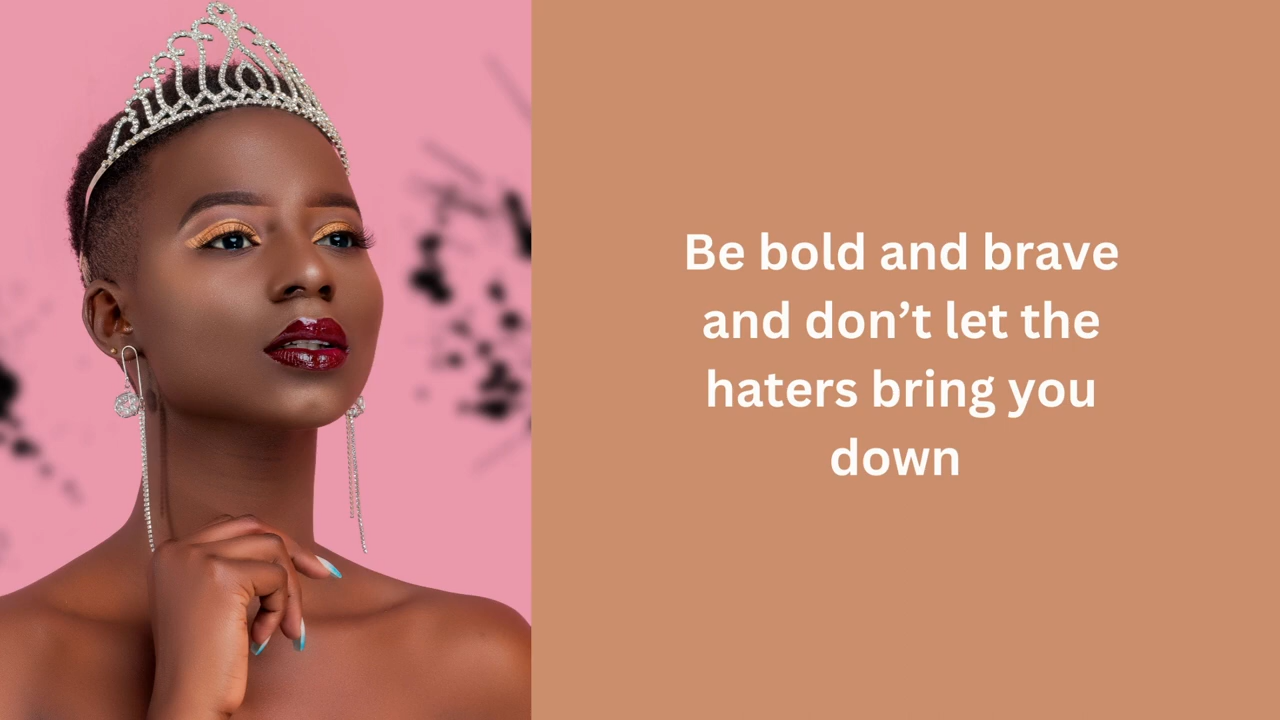 Be bold and brave
and don’t let the
haters bring you
down